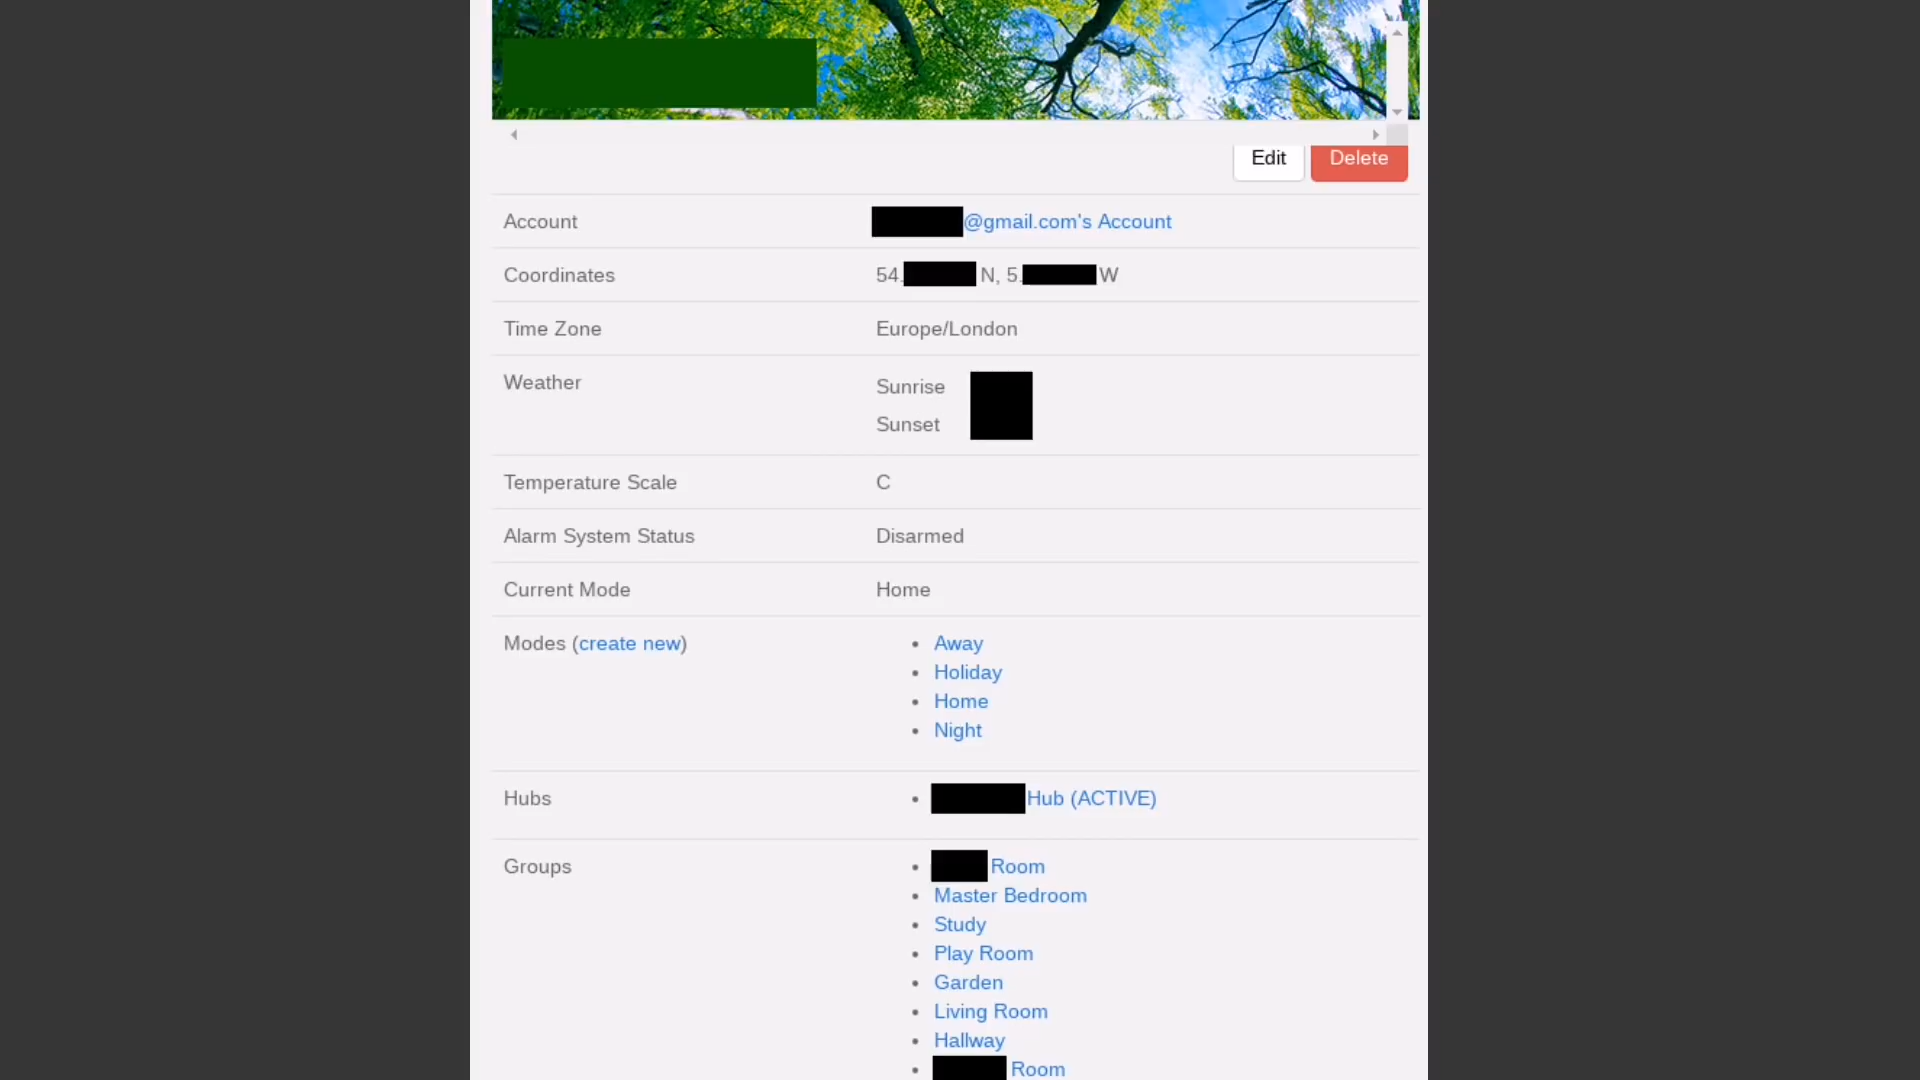 Edit Delete
Account @gmail.com's Account
Coordinates 54. N, 5. W
Time Zone Europe/London
Weather Sunrise
Sunset
Temperature Scale C
Alarm System Status Disarmed
Current Mode Home
Modes (create new) • Away
• Holiday
• Home
• Night
Hubs • Hub (ACTIVE)
Groups • Room
• Master Bedroom
• Study
• Play Room
• Garden
• Living Room
• Hallway
• Room